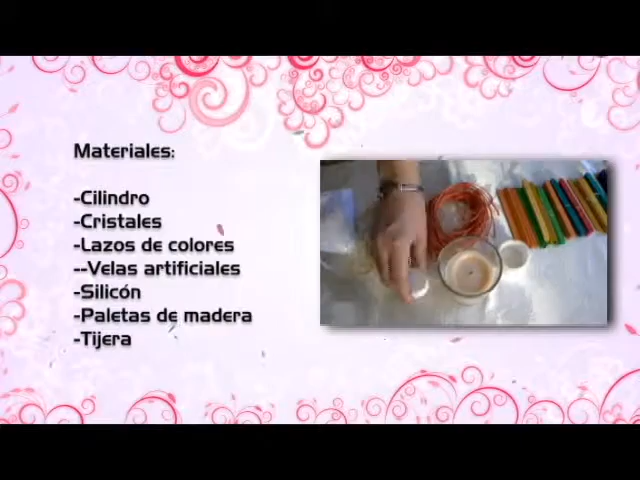 Materiales:
-Cilindro
-Cristales
-Lazos de colores
--Velas artificiales
-Silicón
-Paletas de madera
-Tijera